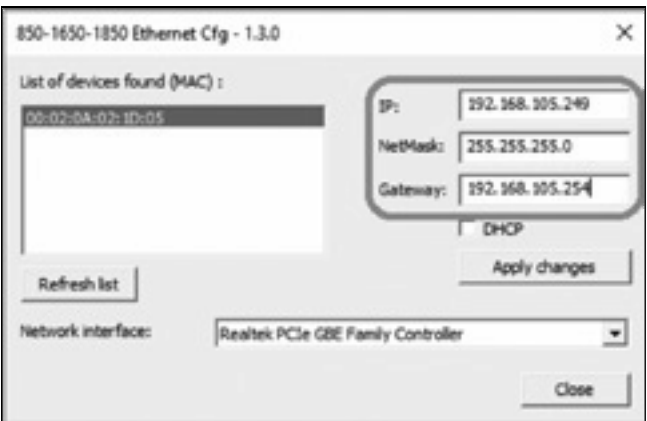 850-1650-1850 Ethernet Cfg - 1.3.0
List of devices found (MAC) :
00:02:0A:02:1D:05
IP: 192.168.105.249
NetMask: 255.255.255.0
Gateway: 192.168.105.254
DHCP
Apply changes
Refresh list
Network interface: Realtek PCIe GBE Family Controller
Close